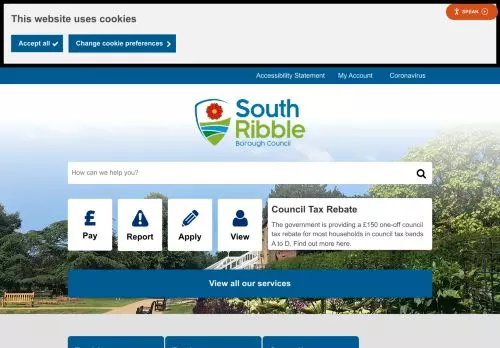 This website uses cookies
SPEAK
Accept all
Change cookie preferences
Accessibility Statement My Account Coronavirus
South
Ribble
Borough Council
How can we help you?
£
Pay
Report
Apply
View
Council Tax Rebate
The government is providing a £150 one-off council
tax rebate for most households in council tax bands
A to D. Find out more here.
View all our services